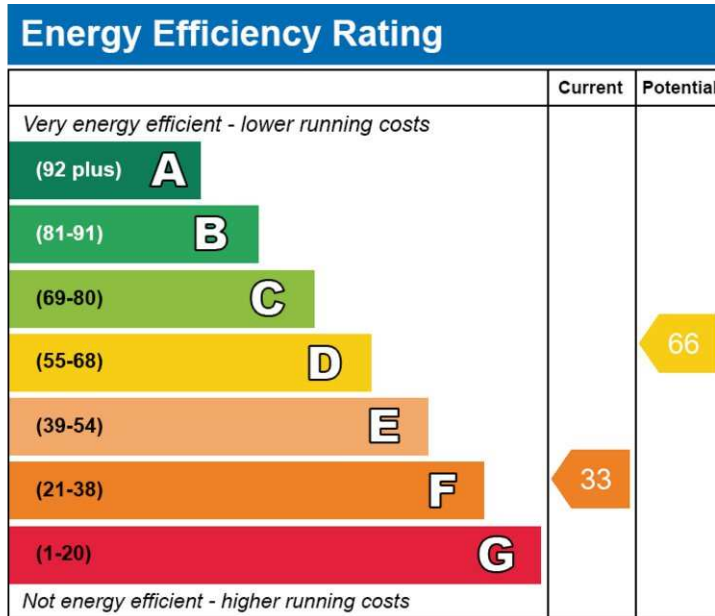 Energy Efficiency Rating
Current Potential
Very energy efficient - lower running costs
(92 plus) A
(81-91) B
(69-80) C
(55-68) D
66
(39-54) E
(21-38) F
33
(1-20) G
Not energy efficient - higher running costs